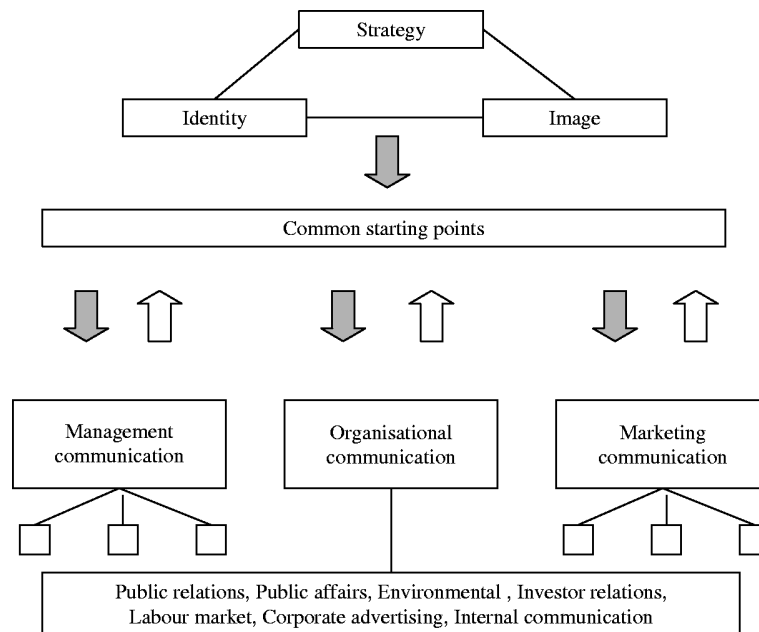 Strategy
Identity
Image
Common starting points
Management
communication
Organisational
communication
Marketing
communication
Public relations, Public affairs, Environmental , Investor relations,
Labour market, Corporate advertising, Internal communication